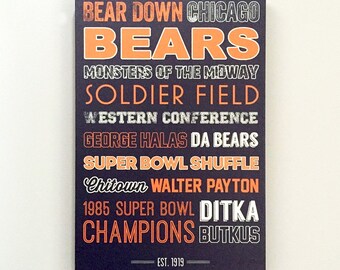 BEAR DOWN CHICAGO
BEARS
MONSTERS OF THE MIDWAY
SOLDIER FIELD
WESTERN CONFERENCE
GEORGE HALAS DA BEARS
SUPER BOWL SHUFFLE
Chitown WALTER PAYTON
1985 SUPER BOWL DITKA
CHAMPIONS BUTKUS
EST. 1919